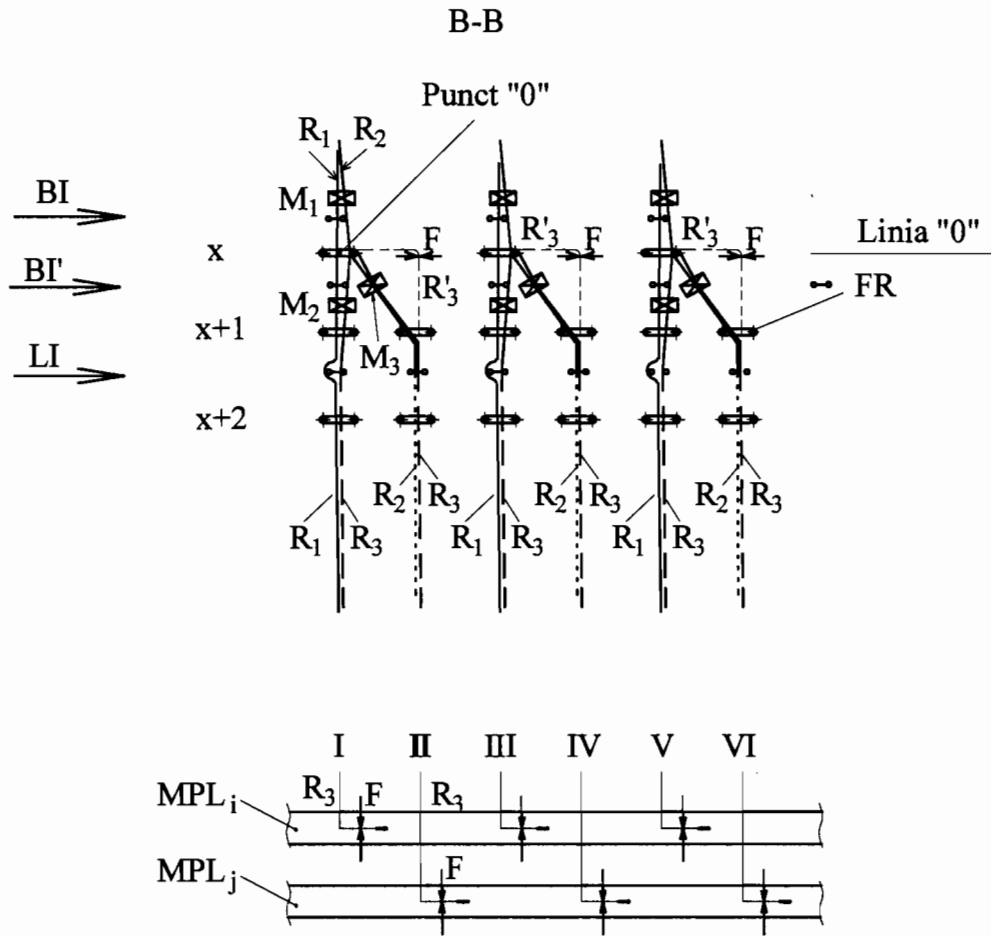 B-B
Punct "0"
R₁ R₂
BI M₁
x R'₃ F R'₃ F R'₃ F Linia "0"
BI' R'₃ FR
M₂
x+1
LI M₃
x+2
R₂ R₃ R₂ R₃ R₂ R₃
R₁ R₃ R₁ R₃ R₁ R₃
I II III IV V VI
R₃ F R₃
MPLᵢ
F
MPLⱼ